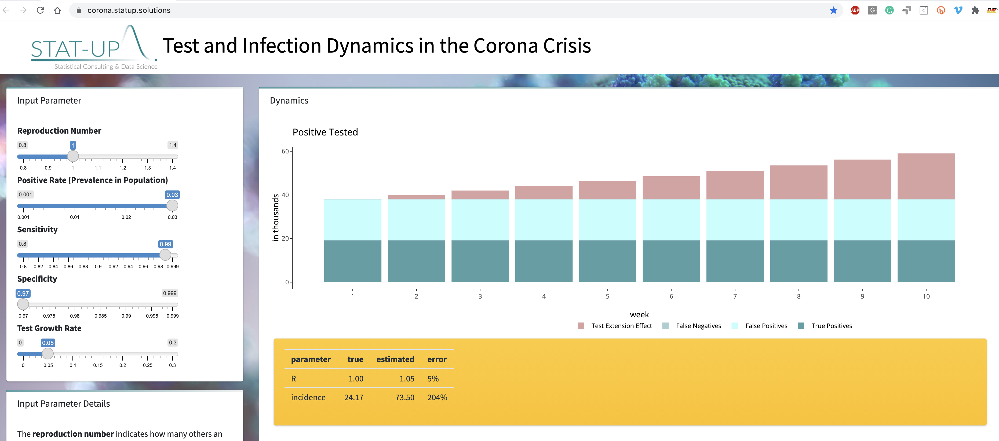 corona.statup.solutions
ABP
G
G
C
STAT-UP
Statistical Consulting & Data Science
Test and Infection Dynamics in the Corona Crisis
Input Parameter
Reproduction Number
0.8 1 1.4
0.8 0.9 1 1.1 1.2 1.3 1.4
Positive Rate (Prevalence in Population)
0.001 0.03
0.001 0.01 0.02 0.03
Sensitivity
0.8 0.99
0.8 0.82 0.84 0.86 0.88 0.9 0.92 0.94 0.96 0.98 0.999
Specificity
0.97 0.999
0.97 0.975 0.98 0.985 0.99 0.995 0.999
Test Growth Rate
0 0.05 0.3
0 0.05 0.1 0.15 0.2 0.25 0.3
Input Parameter Details
The reproduction number indicates how many others an
Dynamics
Positive Tested
in thousands
60
40
20
0
1 2 3 4 5 6 7 8 9 10
week
Test Extension Effect False Negatives False Positives True Positives
parameter true estimated error
R 1.00 1.05 5%
incidence 24.17 73.50 204%